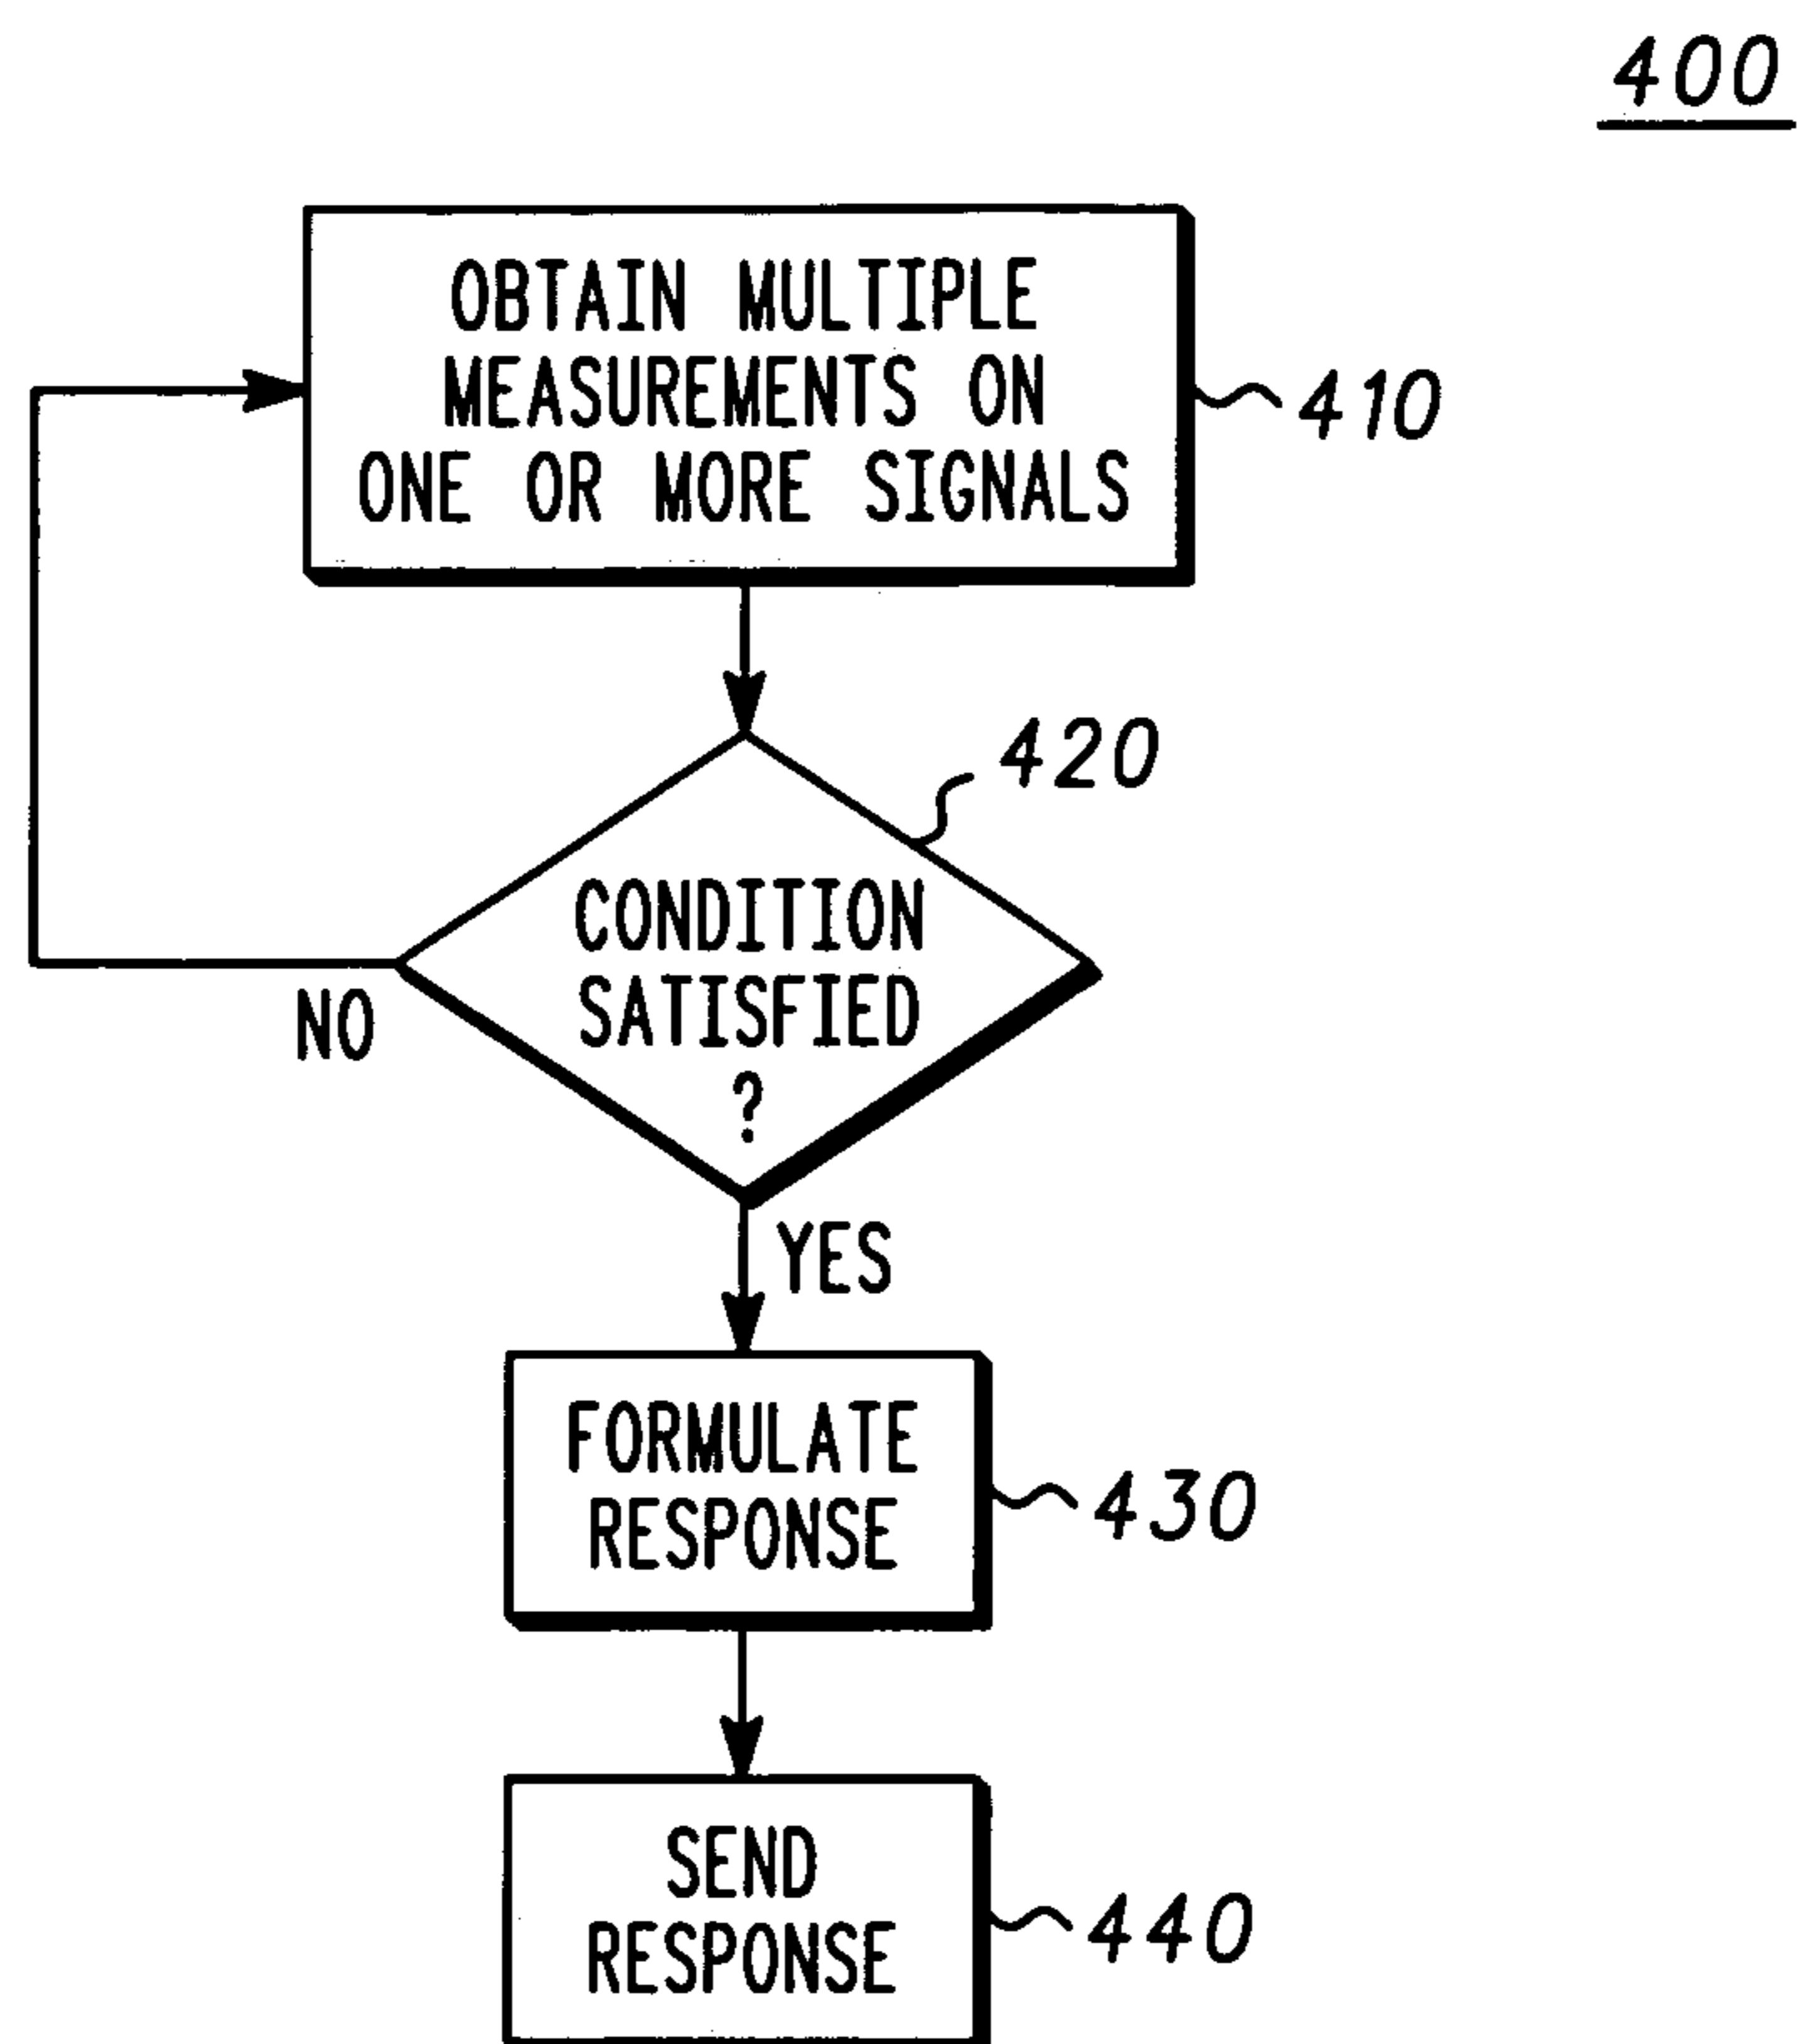 400
OBTAIN MULTIPLE
MEASUREMENTS ON
ONE OR MORE SIGNALS
410
420
CONDITION
SATISFIED
?
NO
YES
FORMULATE
RESPONSE
430
SEND
RESPONSE
440